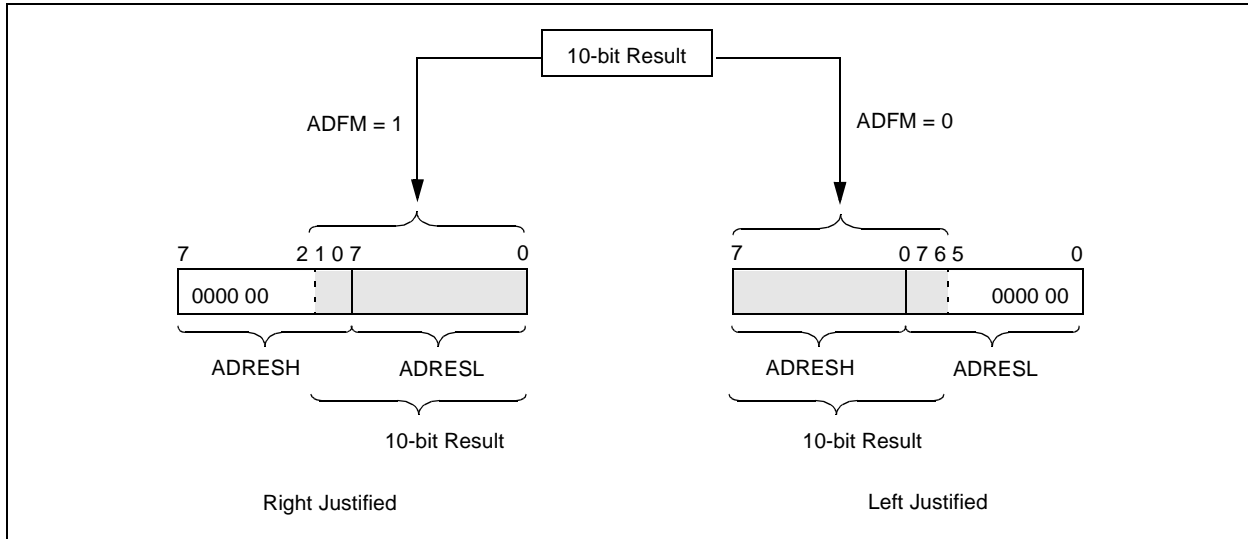 10-bit Result
ADFM = 1
ADFM = 0
7 2 1 0 7 0
7 0 7 6 5 0
0000 00
0000 00
ADRESH ADRESL
ADRESH ADRESL
10-bit Result
10-bit Result
Right Justified
Left Justified